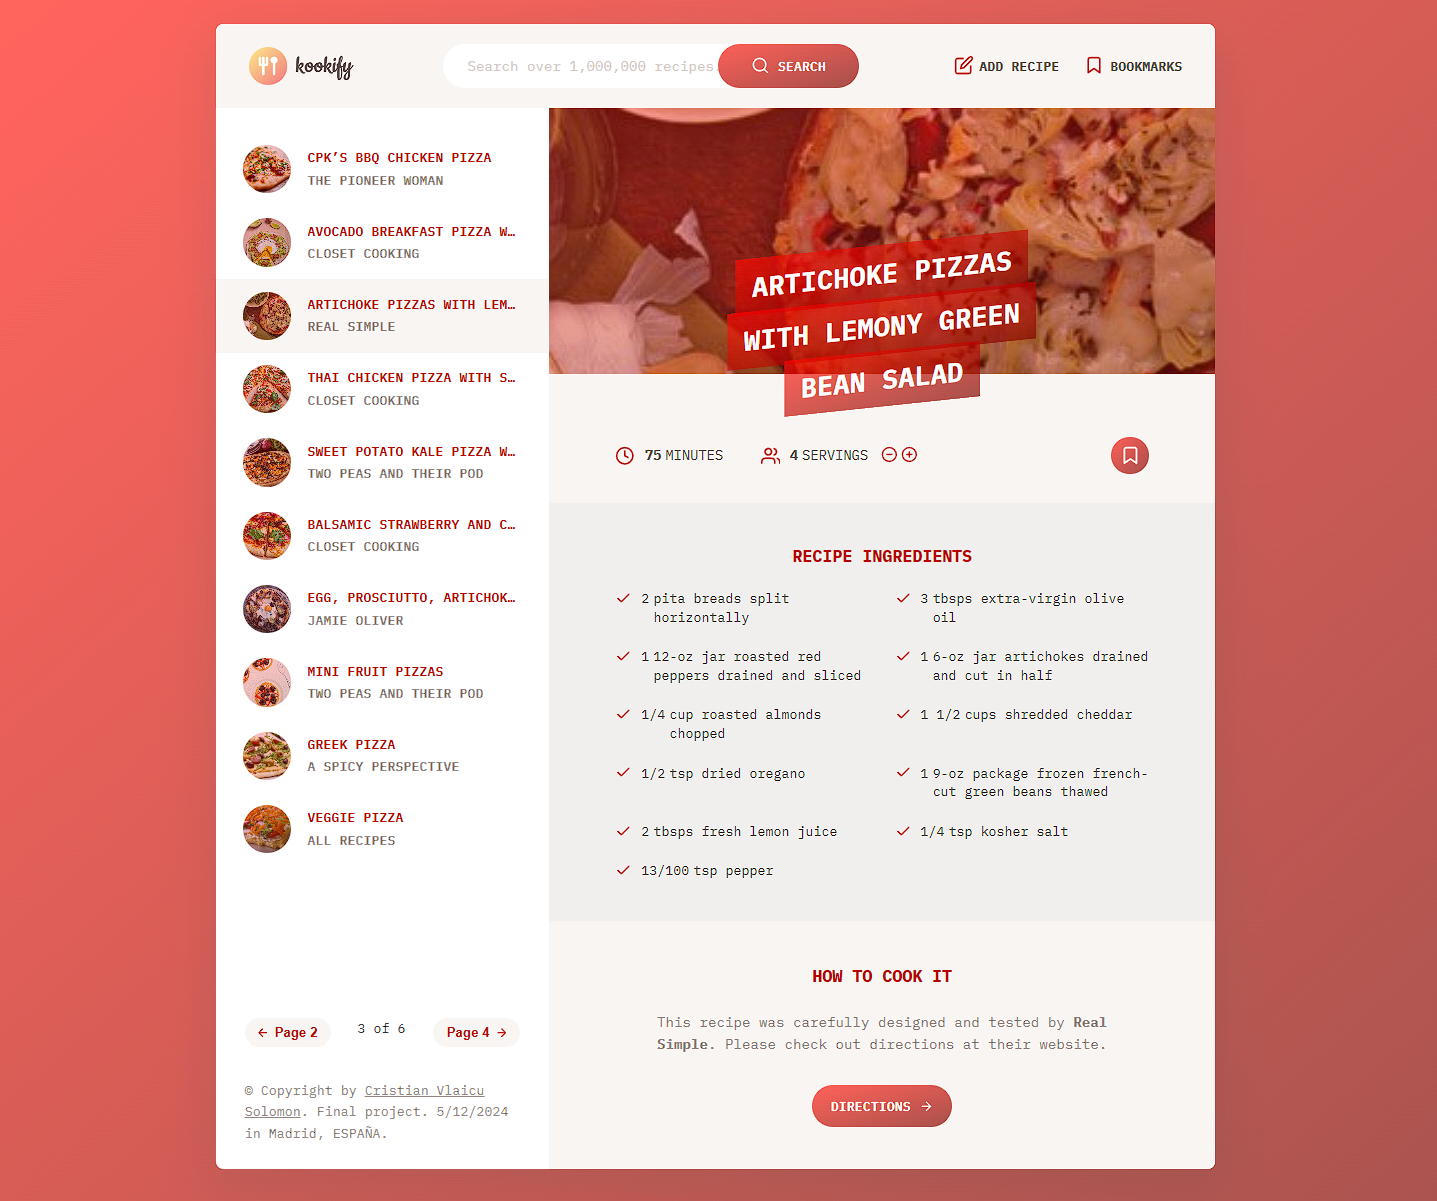 kookify
Search over 1,000,000 recipes.
SEARCH
ADD RECIPE
BOOKMARKS
CPK’S BBQ CHICKEN PIZZA
THE PIONEER WOMAN
AVOCADO BREAKFAST PIZZA W…
CLOSET COOKING
ARTICHOKE PIZZAS WITH LEM…
REAL SIMPLE
THAI CHICKEN PIZZA WITH S…
CLOSET COOKING
SWEET POTATO KALE PIZZA W…
TWO PEAS AND THEIR POD
BALSAMIC STRAWBERRY AND C…
CLOSET COOKING
EGG, PROSCIUTTO, ARTICHOK…
JAMIE OLIVER
MINI FRUIT PIZZAS
TWO PEAS AND THEIR POD
GREEK PIZZA
A SPICY PERSPECTIVE
VEGGIE PIZZA
ALL RECIPES
← Page 2
3 of 6
Page 4 →
© Copyright by Cristian Vlaicu
Solomon. Final project. 5/12/2024
in Madrid, ESPAÑA.
ARTICHOKE PIZZAS
WITH LEMONY GREEN
BEAN SALAD
75 MINUTES
4 SERVINGS
RECIPE INGREDIENTS
2 pita breads split
horizontally
3 tbsps extra-virgin olive
oil
1 12-oz jar roasted red
peppers drained and sliced
1 6-oz jar artichokes drained
and cut in half
1/4 cup roasted almonds
chopped
1 1/2 cups shredded cheddar
1/2 tsp dried oregano
1 9-oz package frozen french-
cut green beans thawed
2 tbsps fresh lemon juice
1/4 tsp kosher salt
13/100 tsp pepper
HOW TO COOK IT
This recipe was carefully designed and tested by Real
Simple. Please check out directions at their website.
DIRECTIONS →